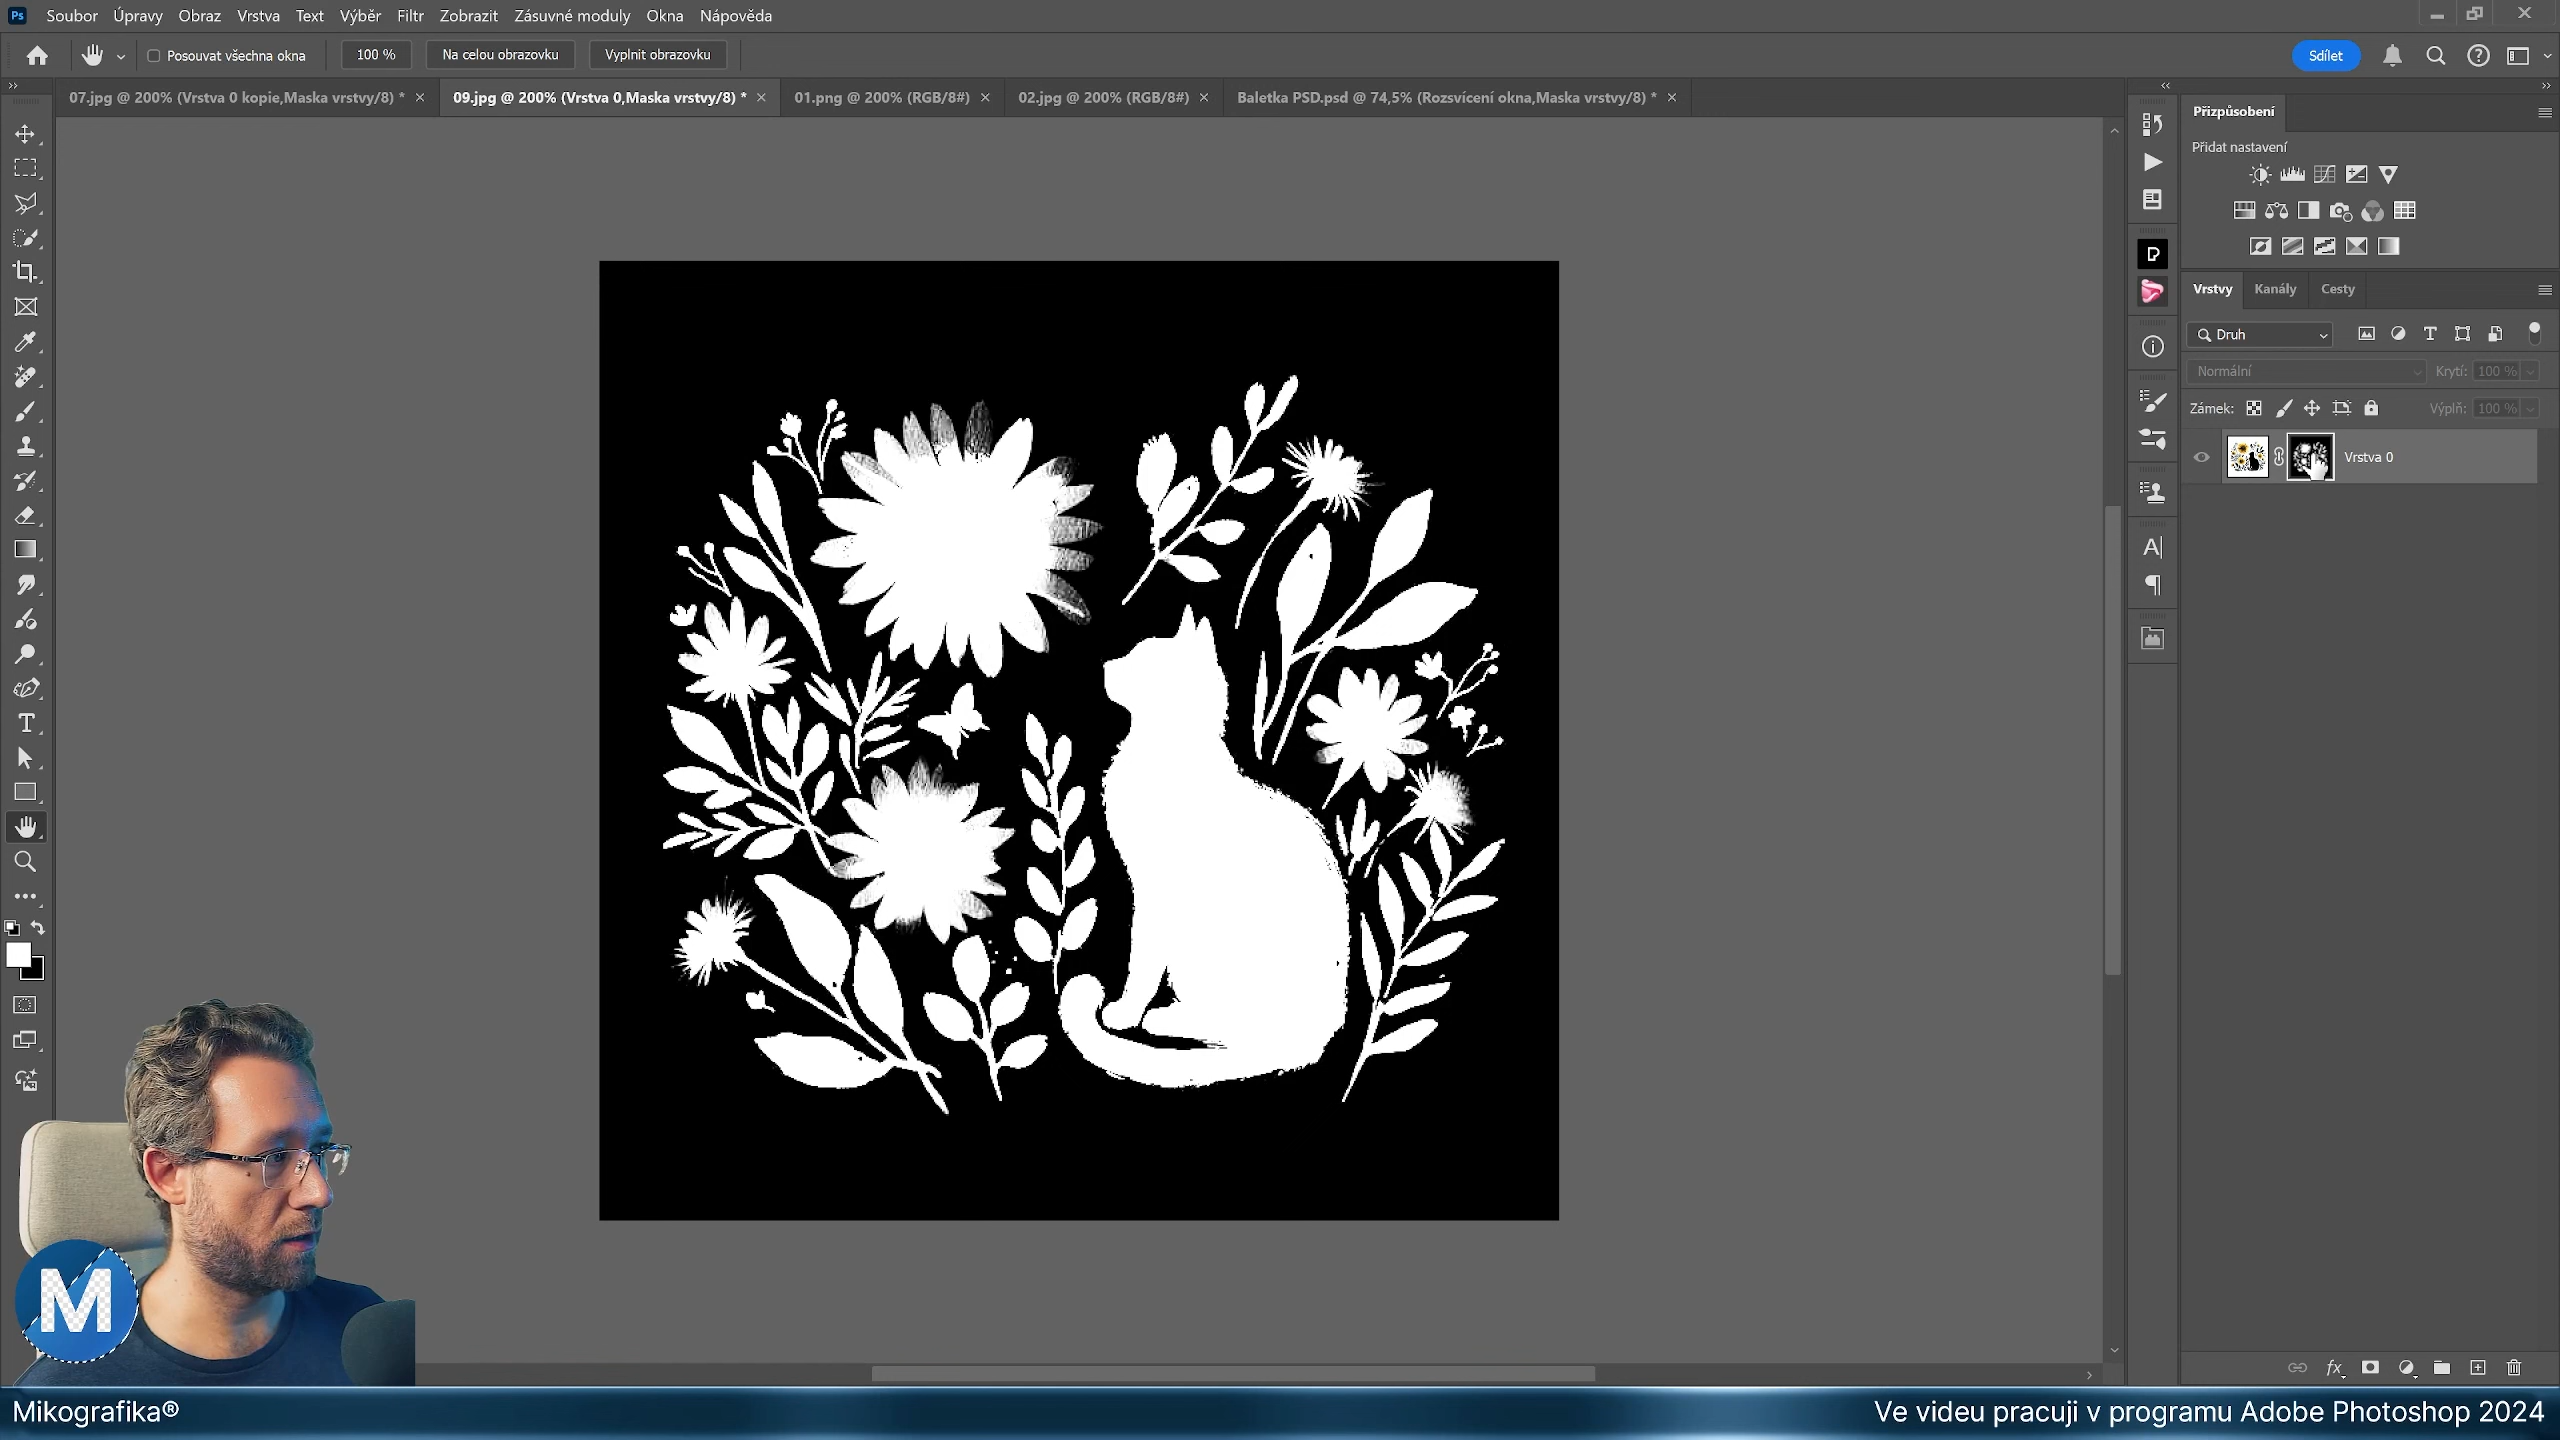 Ps Soubor Úpravy Obraz Vrstva Text Výběr Filtr Zobrazit Zásuvné moduly Okna Nápověda
Posouvat všechna okna 100 % Na celou obrazovku Vyplnit obrazovku Sdílet
07.jpg @ 200% (Vrstva 0 kopie,Maska vrstvy/8) * 09.jpg @ 200% (Vrstva 0,Maska vrstvy/8) * 01.png @ 200% (RGB/8#) 02.jpg @ 200% (RGB/8#) Baletka PSD.psd @ 74,5% (Rozsvícení okna,Maska vrstvy/8) *
Přizpůsobení
Přidat nastavení
Vrstvy Kanály Cesty
Druh
Normální Krytí: 100 %
Zámek: Výplň: 100 %
Vrstva 0
M
Mikografika®
Ve videu pracuji v programu Adobe Photoshop 2024